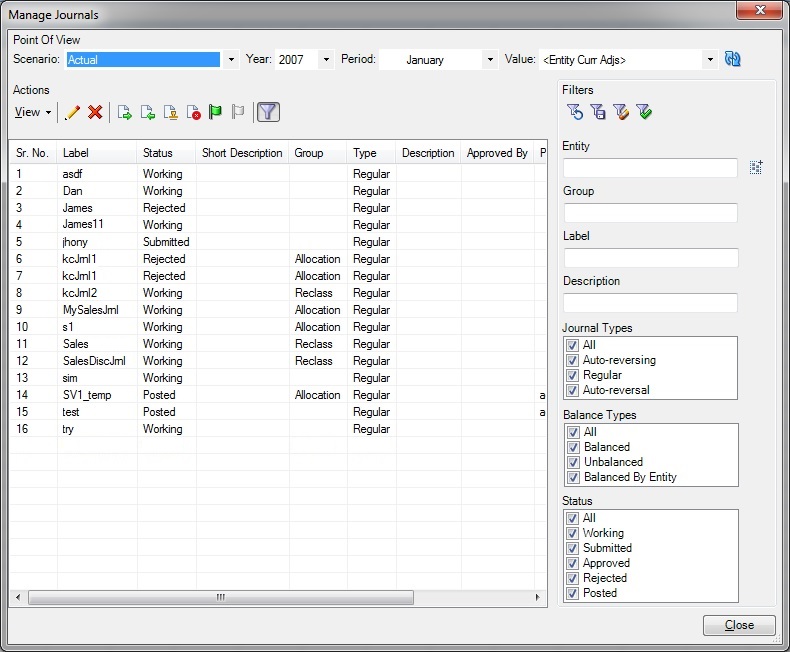 Manage Journals
Point Of View
Scenario: Actual Year: 2007 Period: January Value: <Entity Curr Adjs>
Actions
View
Sr. No. Label Status Short Description Group Type Description Approved By P
1 asdf Working Regular
2 Dan Working Regular
3 James Rejected Regular
4 James11 Working Regular
5 jhony Submitted Regular
6 kcJrnl1 Rejected Allocation Regular
7 kcJrnl1 Rejected Allocation Regular
8 kcJrnl2 Working Reclass Regular
9 MySalesJrnl Working Allocation Regular
10 s1 Working Allocation Regular
11 Sales Working Reclass Regular
12 SalesDiscJrnl Working Reclass Regular
13 sim Working Regular
14 SV1_temp Posted Allocation Regular a
15 test Posted Regular a
16 try Working Regular
Filters
Entity
Group
Label
Description
Journal Types
All
Auto-reversing
Regular
Auto-reversal
Balance Types
All
Balanced
Unbalanced
Balanced By Entity
Status
All
Working
Submitted
Approved
Rejected
Posted
Close